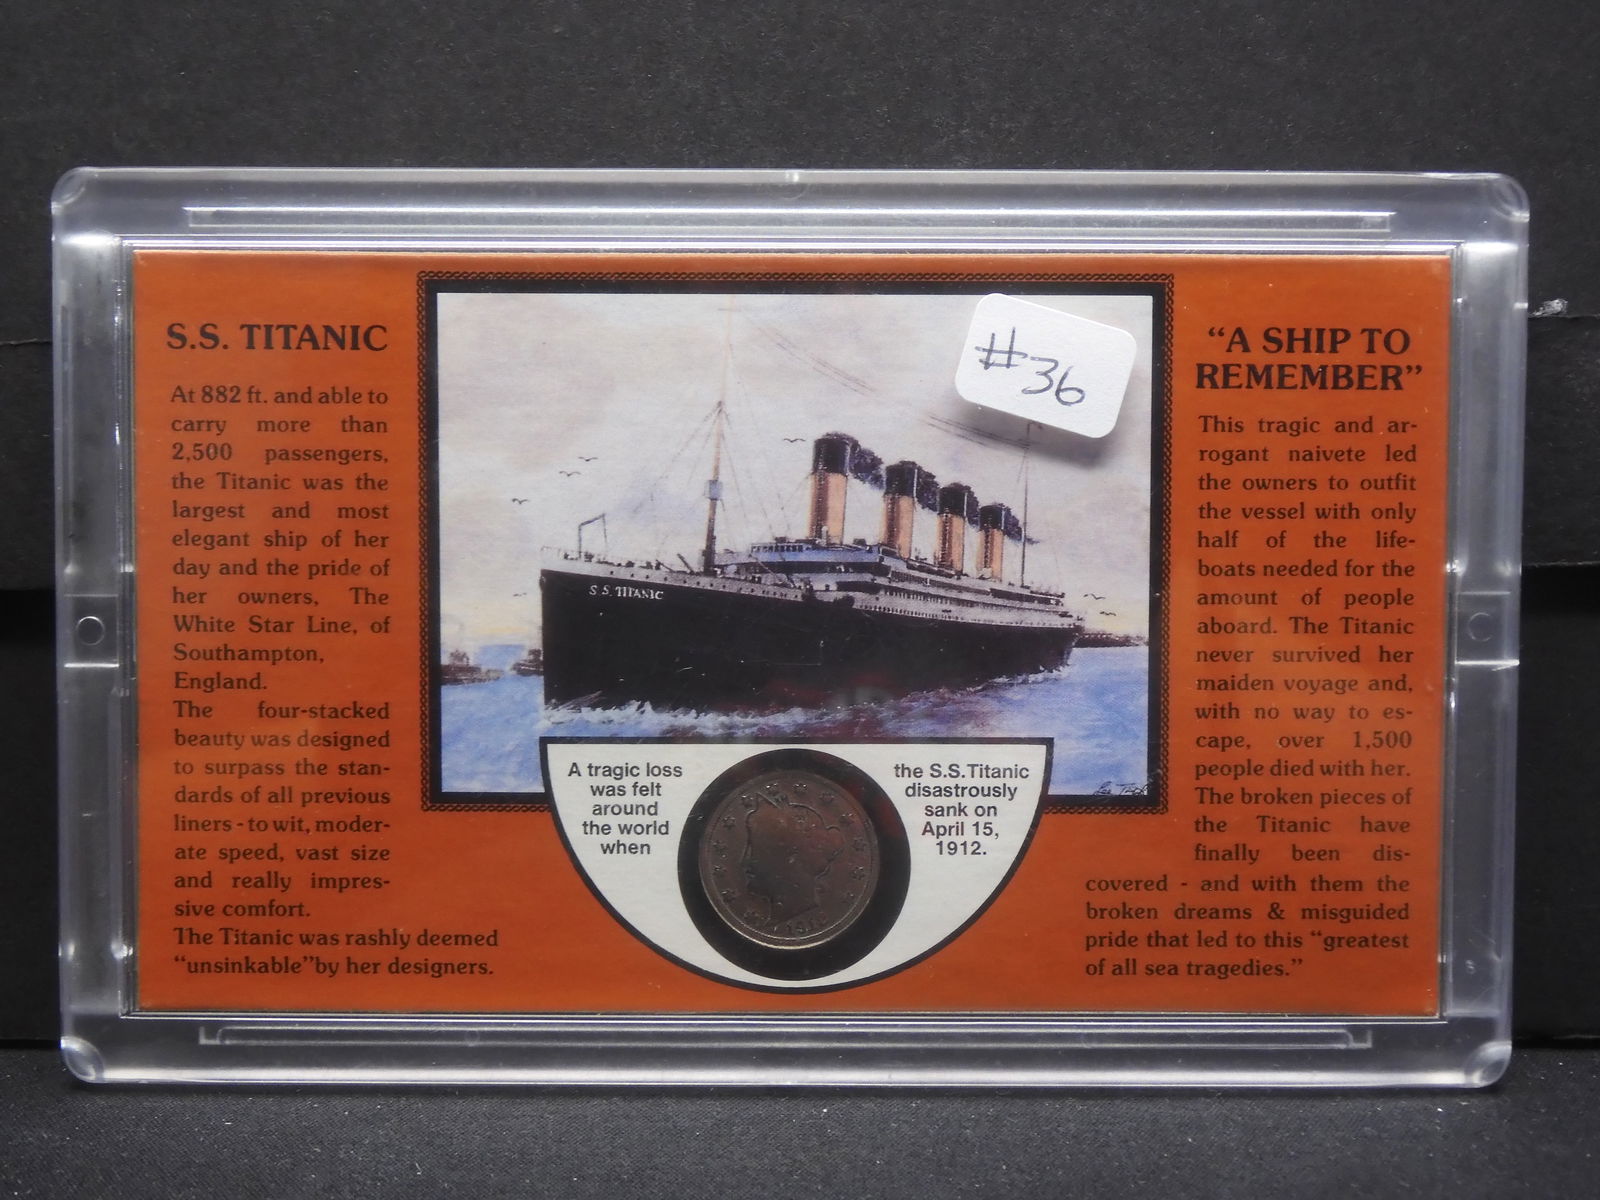 S.S. TITANIC
At 882 ft. and able to
carry more than
2,500 passengers,
the Titanic was the
largest and most
elegant ship of her
day and the pride of
her owners, The
White Star Line, of
Southampton,
England.
The four-stacked
beauty was designed
to surpass the stan-
dards of all previous
liners - to wit, moder-
ate speed, vast size
and really impres-
sive comfort.
The Titanic was rashly deemed
“unsinkable”by her designers.
#36
S.S. TITANIC
A tragic loss
was felt
around
the world
when
the S.S.Titanic
disastrously
sank on
April 15,
1912.
“A SHIP TO
REMEMBER”
This tragic and ar-
rogant naivete led
the owners to outfit
the vessel with only
half of the life-
boats needed for the
amount of people
aboard. The Titanic
never survived her
maiden voyage and,
with no way to es-
cape, over 1,500
people died with her.
The broken pieces of
the Titanic have
finally been dis-
covered - and with them the
broken dreams & misguided
pride that led to this “greatest
of all sea tragedies.”